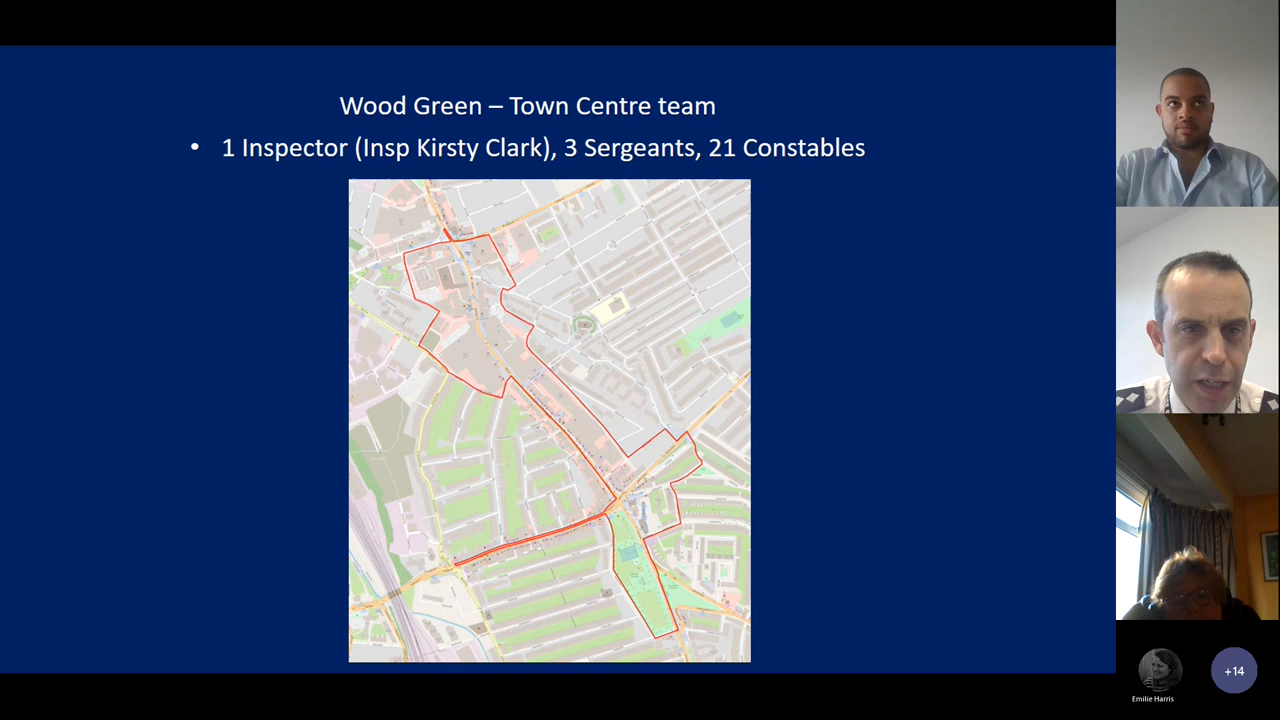 Wood Green – Town Centre team
• 1 Inspector (Insp Kirsty Clark), 3 Sergeants, 21 Constables
Emilie Harris
+14